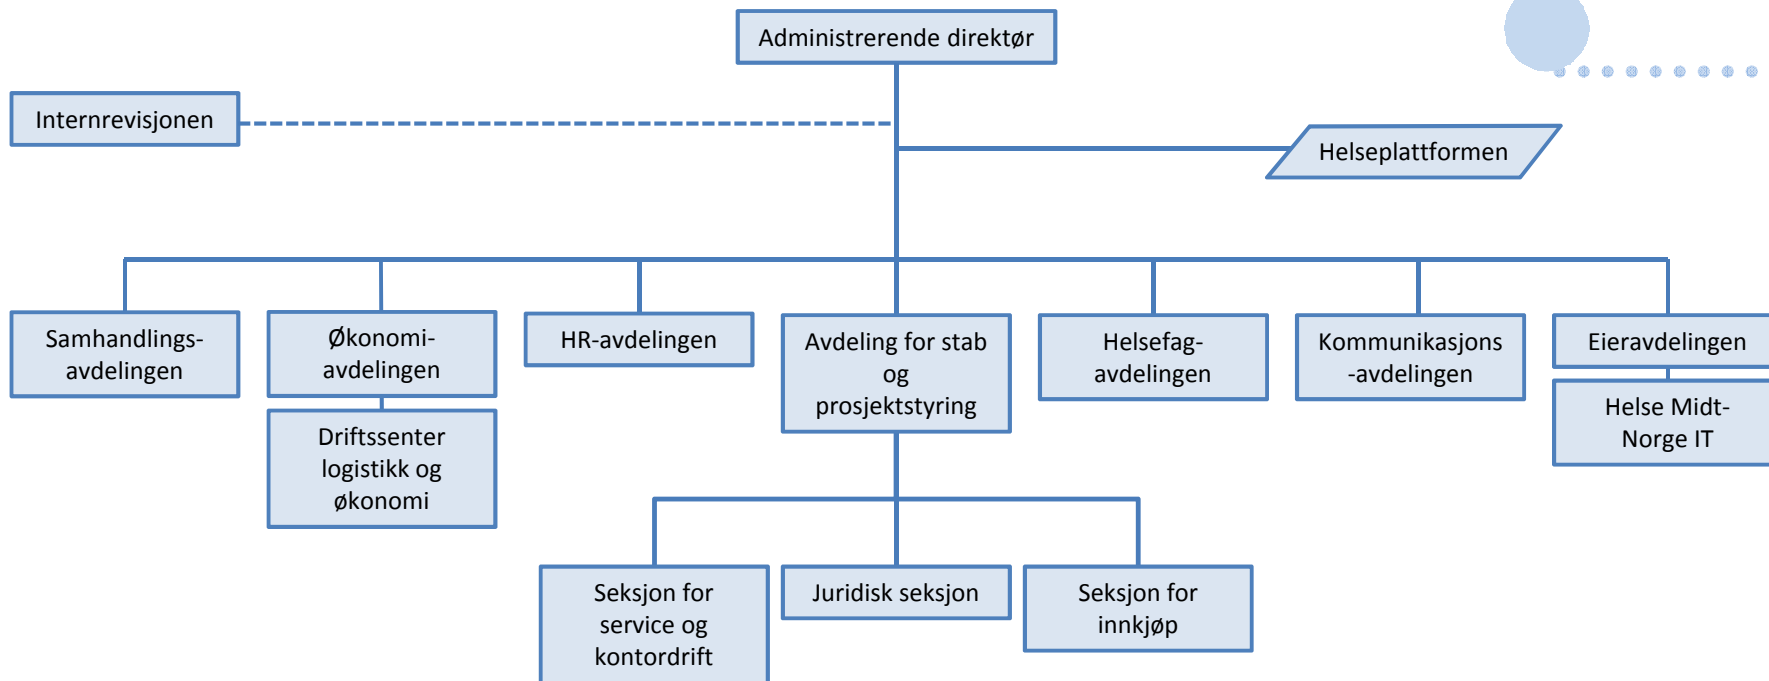 Administrerende direktør
Internrevisjonen
Helseplattformen
Samhandlings-
avdelingen
Økonomi-
avdelingen
Driftssenter
logistikk og
økonomi
HR-avdelingen
Avdeling for stab
og
prosjektstyring
Helsefag-
avdelingen
Kommunikasjons
-avdelingen
Eieravdelingen
Helse Midt-
Norge IT
Seksjon for
service og
kontordrift
Juridisk seksjon
Seksjon for
innkjøp